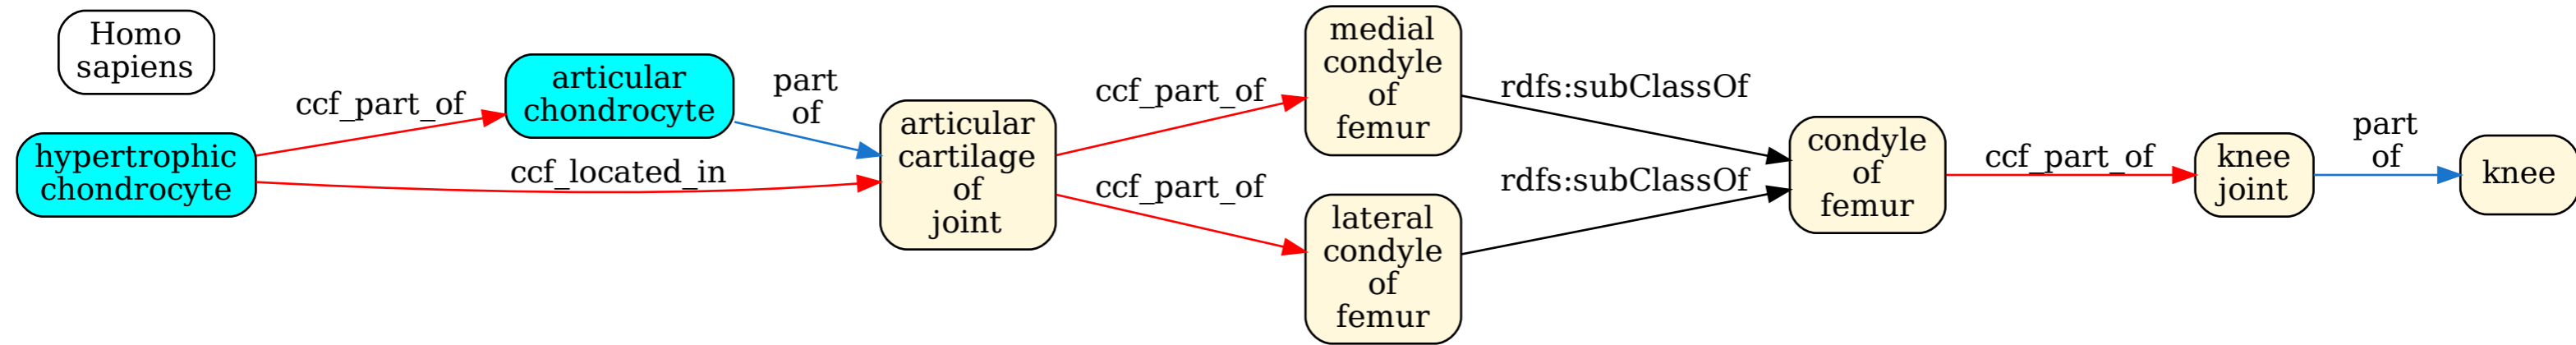 Homo
sapiens
hypertrophic
chondrocyte
ccf_part_of
articular
chondrocyte
part
of
ccf_located_in
articular
cartilage
of
joint
ccf_part_of
ccf_part_of
medial
condyle
of
femur
lateral
condyle
of
femur
rdfs:subClassOf
rdfs:subClassOf
condyle
of
femur
ccf_part_of
knee
joint
part
of
knee